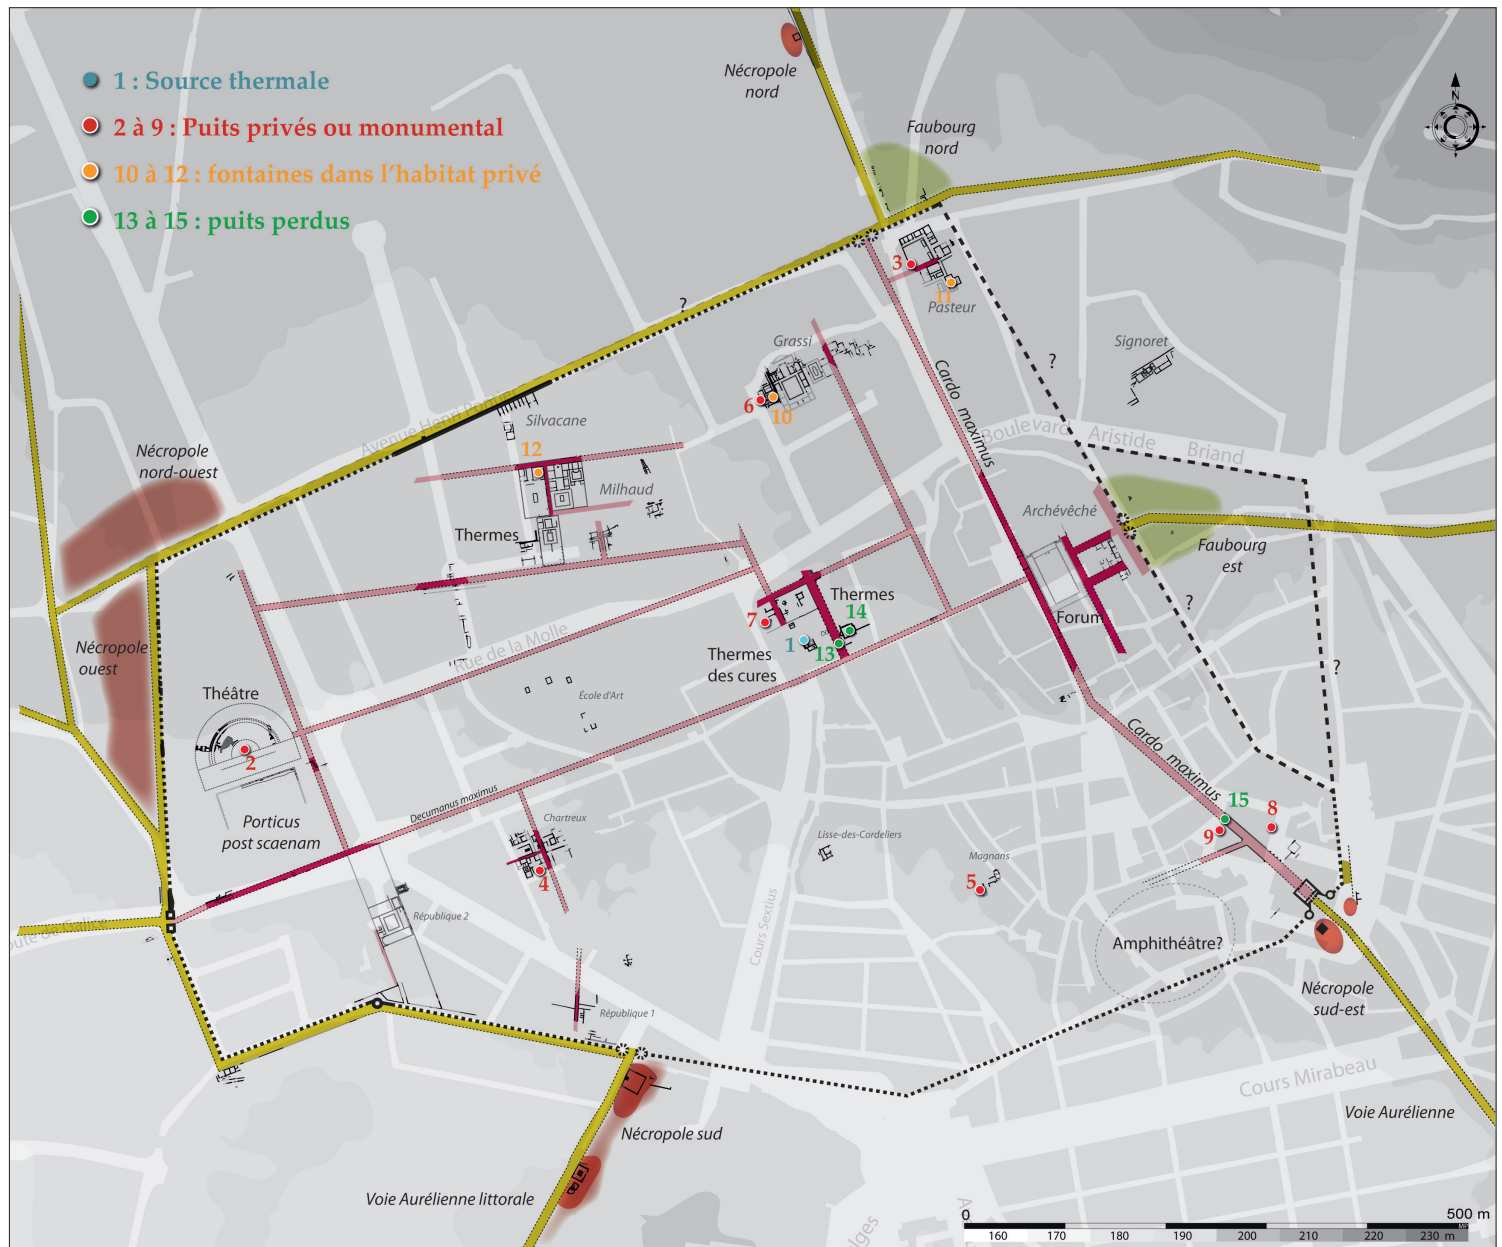 1 : Source thermale
2 à 9 : Puits privés ou monumental
10 à 12 : fontaines dans l'habitat privé
13 à 15 : puits perdus
Nécropole
nord
Faubourg
nord
N
3
11
Pasteur
?
Grassi
Signoret
?
6
10
Cardo maximus
Boulevard Aristide Briand
Avenue Henri
Silvacane
12
Milhaud
Thermes
Nécropole
nord-ouest
Archévêché
Faubourg
est
?
Forum
Thermes
14
7
1
13
Thermes
des cures
Rue de la Molle
Nécropole
ouest
Théâtre
2
École d'Art
?
Cardo maximus
Decumanus maximus
Porticus
post scaenam
Chartreux
4
Lisse-des-Cordeliers
Magnans
5
15
8
9
République 2
Route de Galice
Cours Sextius
Amphithéâtre?
Nécropole
sud-est
République 1
Cours Mirabeau
Voie Aurélienne
Nécropole sud
Voie Aurélienne littorale
0
500 m
160
170
180
190
200
210
220
230 m